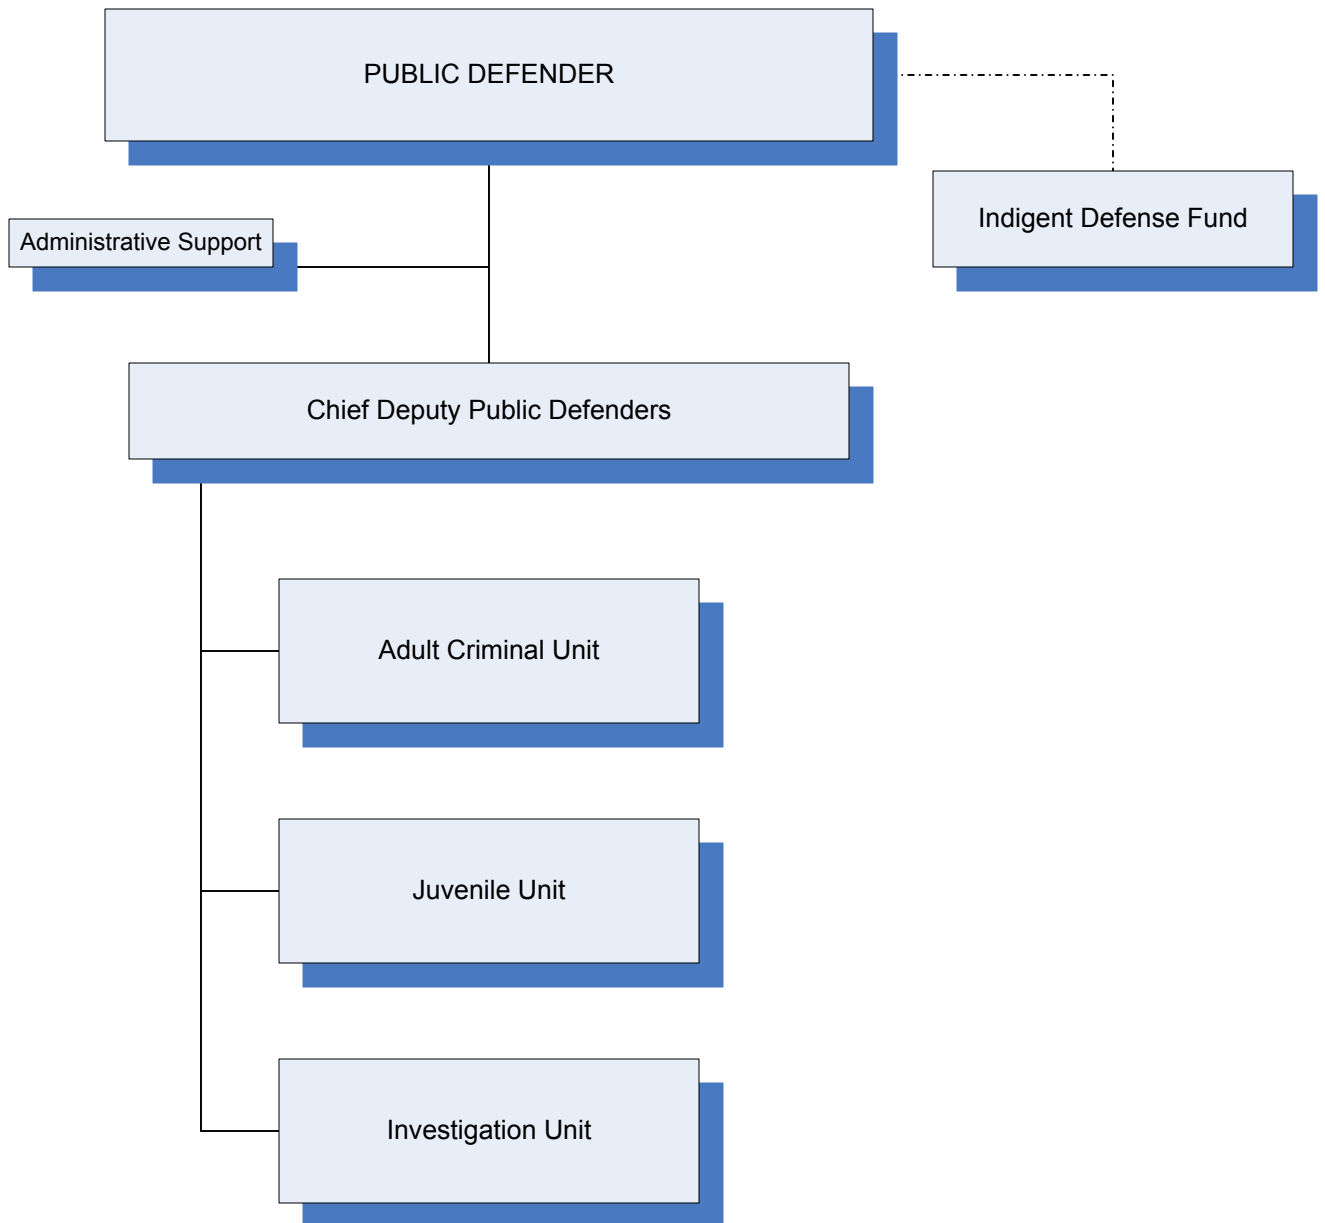 PUBLIC DEFENDER
Indigent Defense Fund
Administrative Support
Chief Deputy Public Defenders
Adult Criminal Unit
Juvenile Unit
Investigation Unit